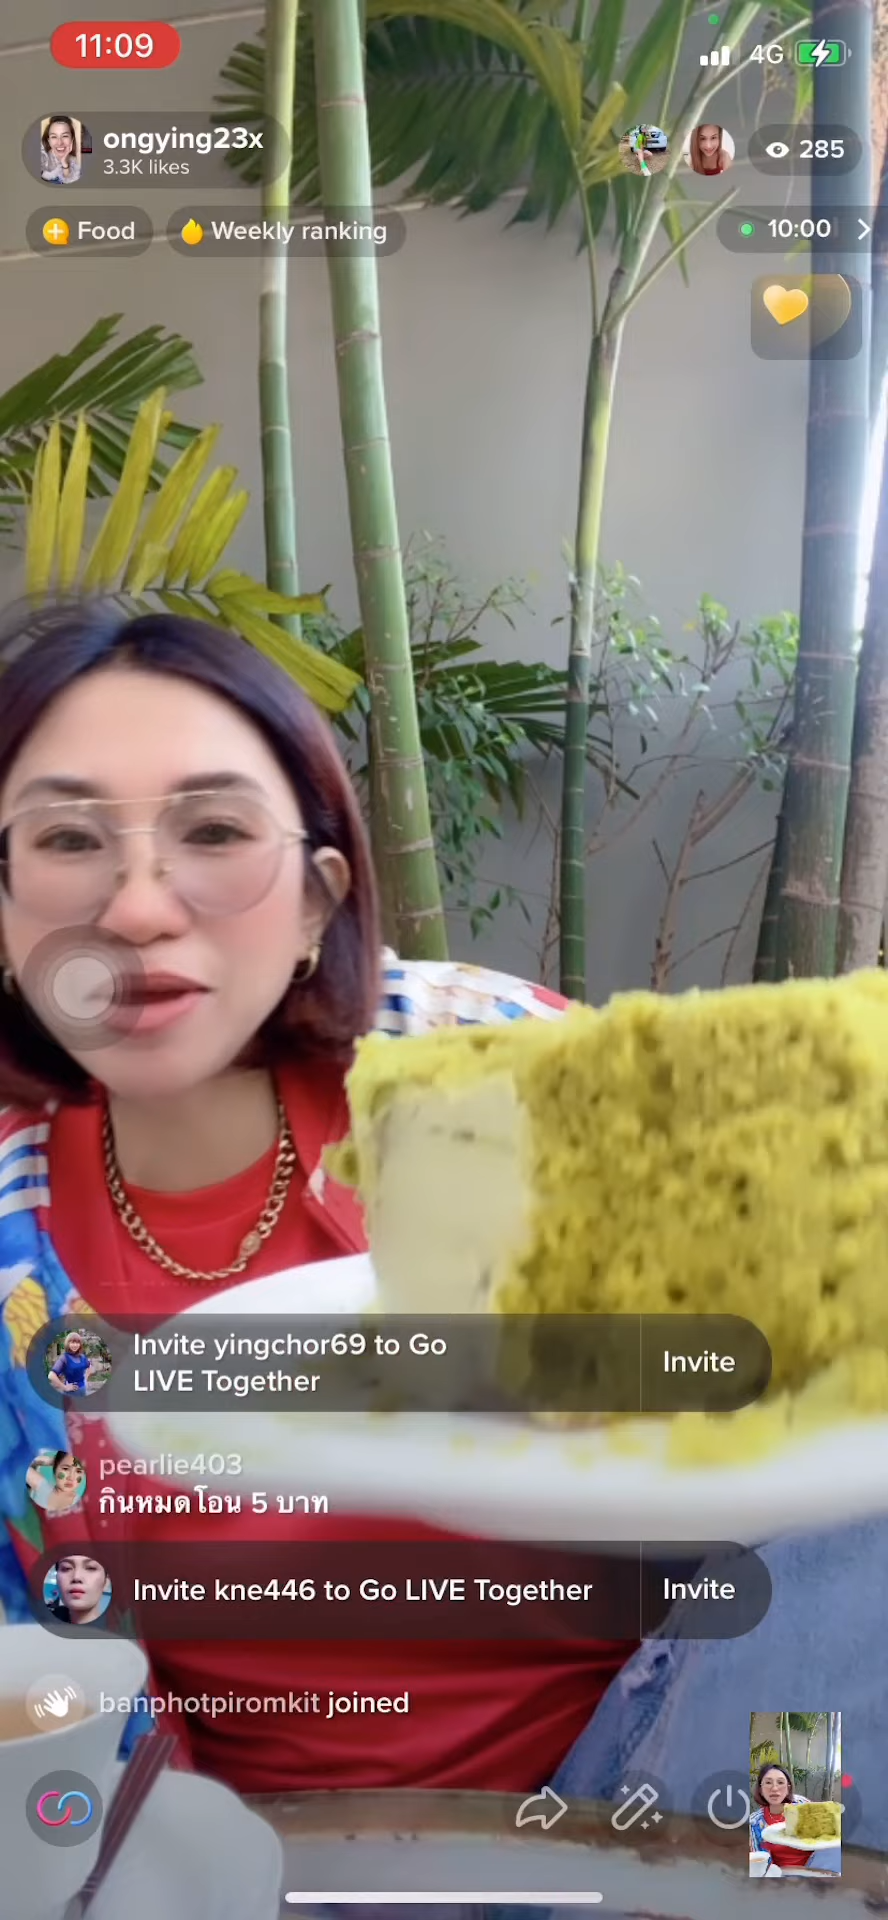 11:09
4G
ongying23x
3.3K likes
285
Food
Weekly ranking
10:00
Invite yingchor69 to Go
LIVE Together
Invite
pearlie403
กินหมดโอน 5 บาท
Invite kne446 to Go LIVE Together
Invite
banphotpiromkit joined